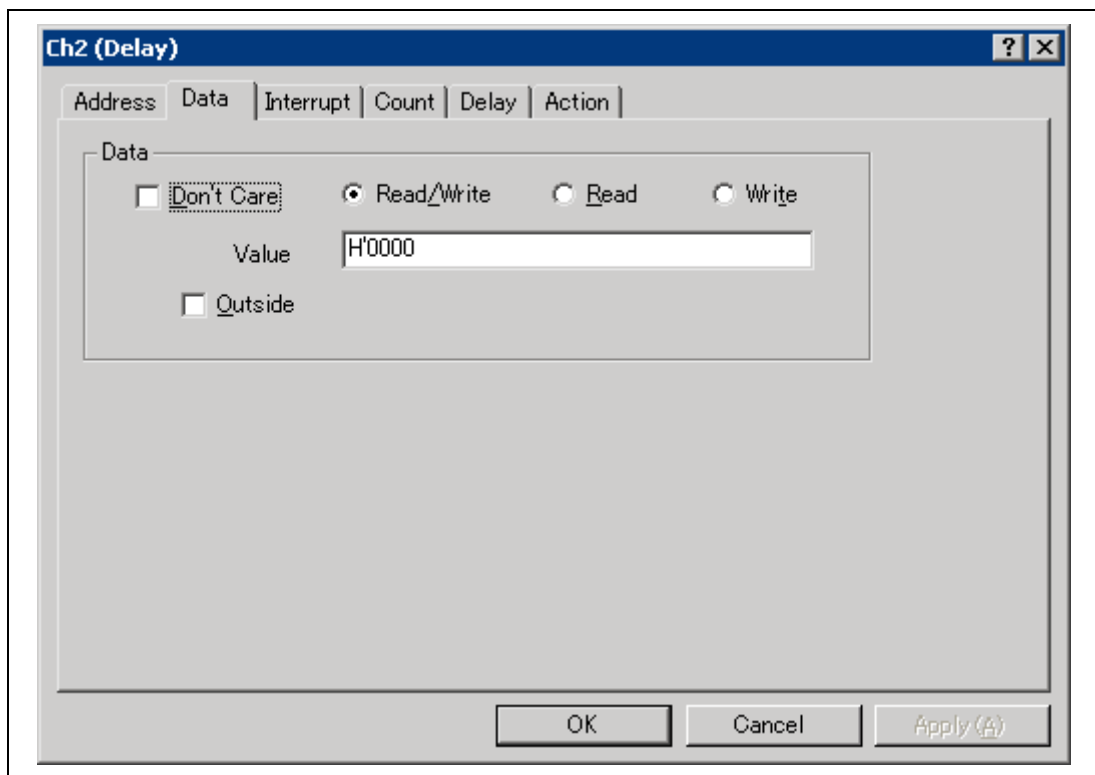 Ch2 (Delay)
Address Data Interrupt Count Delay Action
Data
Don't Care Read/Write Read Write
Value H'0000
Outside
OK Cancel Apply (A)